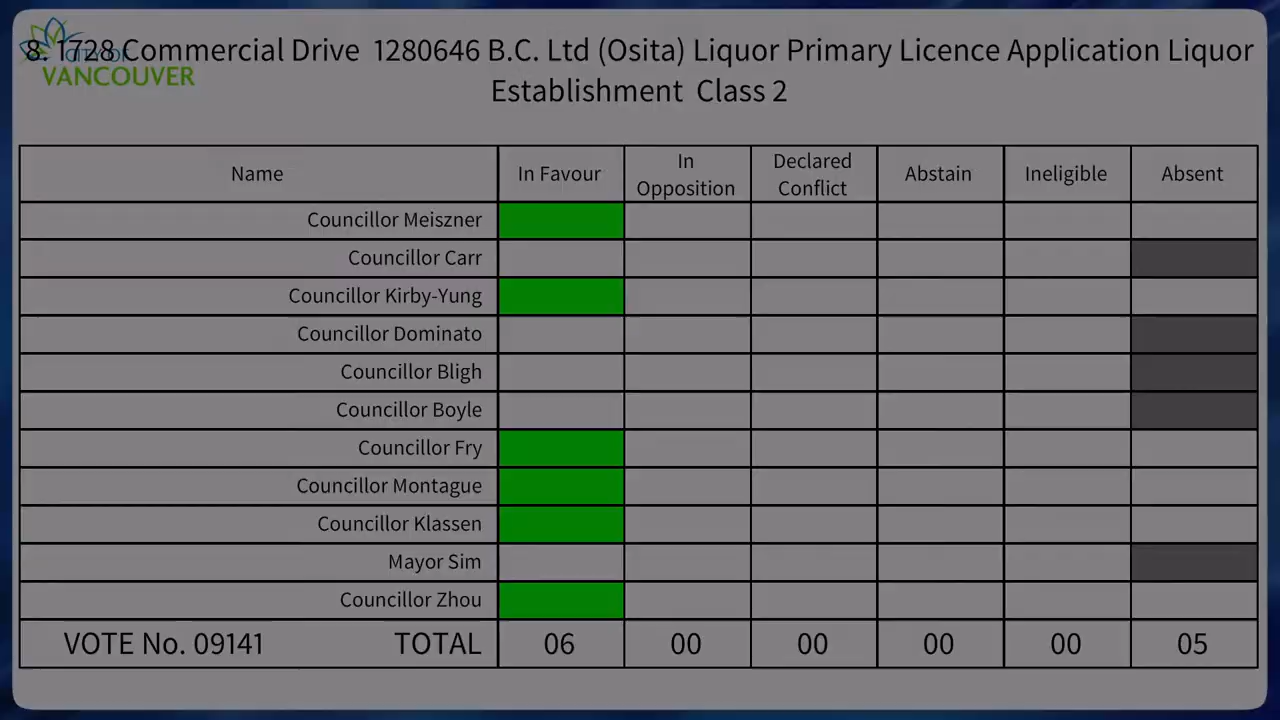 8. 1728 Commercial Drive 1280646 B.C. Ltd (Osita) Liquor Primary Licence Application Liquor
Establishment Class 2
CITY OF
VANCOUVER
Name In Favour In Opposition Declared Conflict Abstain Ineligible Absent
Councillor Meiszner
Councillor Carr
Councillor Kirby-Yung
Councillor Dominato
Councillor Bligh
Councillor Boyle
Councillor Fry
Councillor Montague
Councillor Klassen
Mayor Sim
Councillor Zhou
VOTE No. 09141 TOTAL 06 00 00 00 00 05